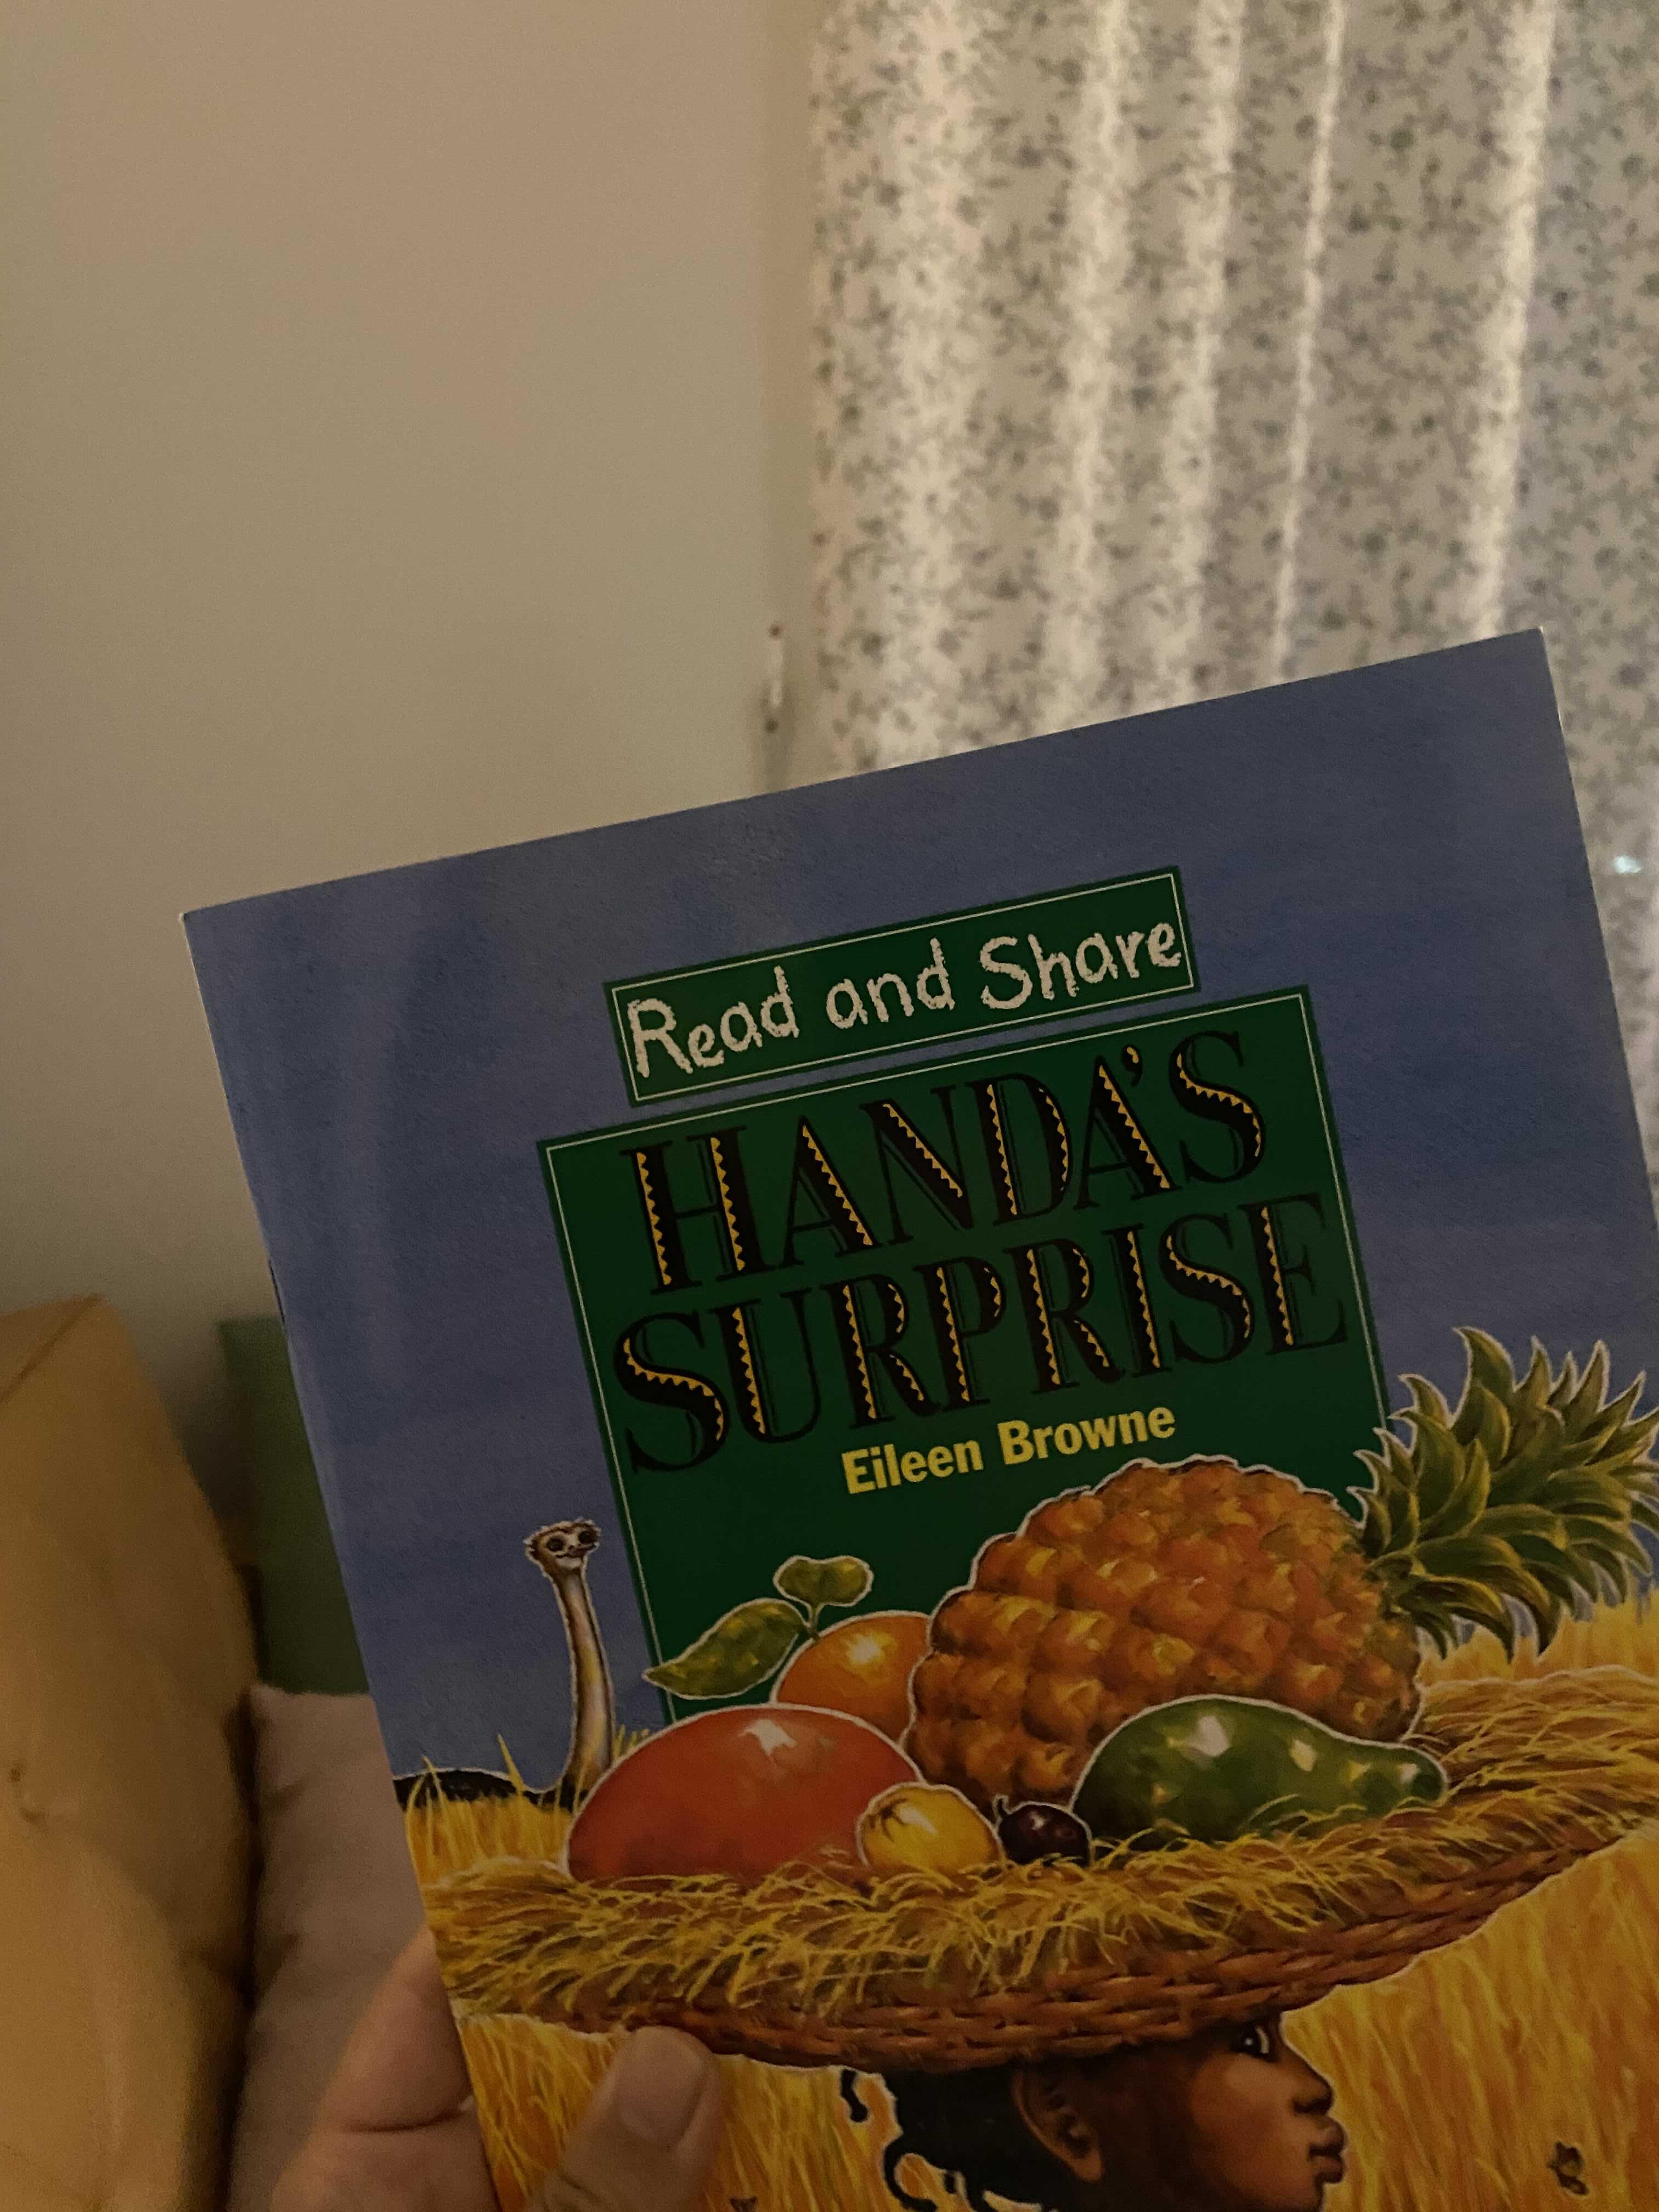 Read and Share
HANDA'S
SURPRISE
Eileen Browne